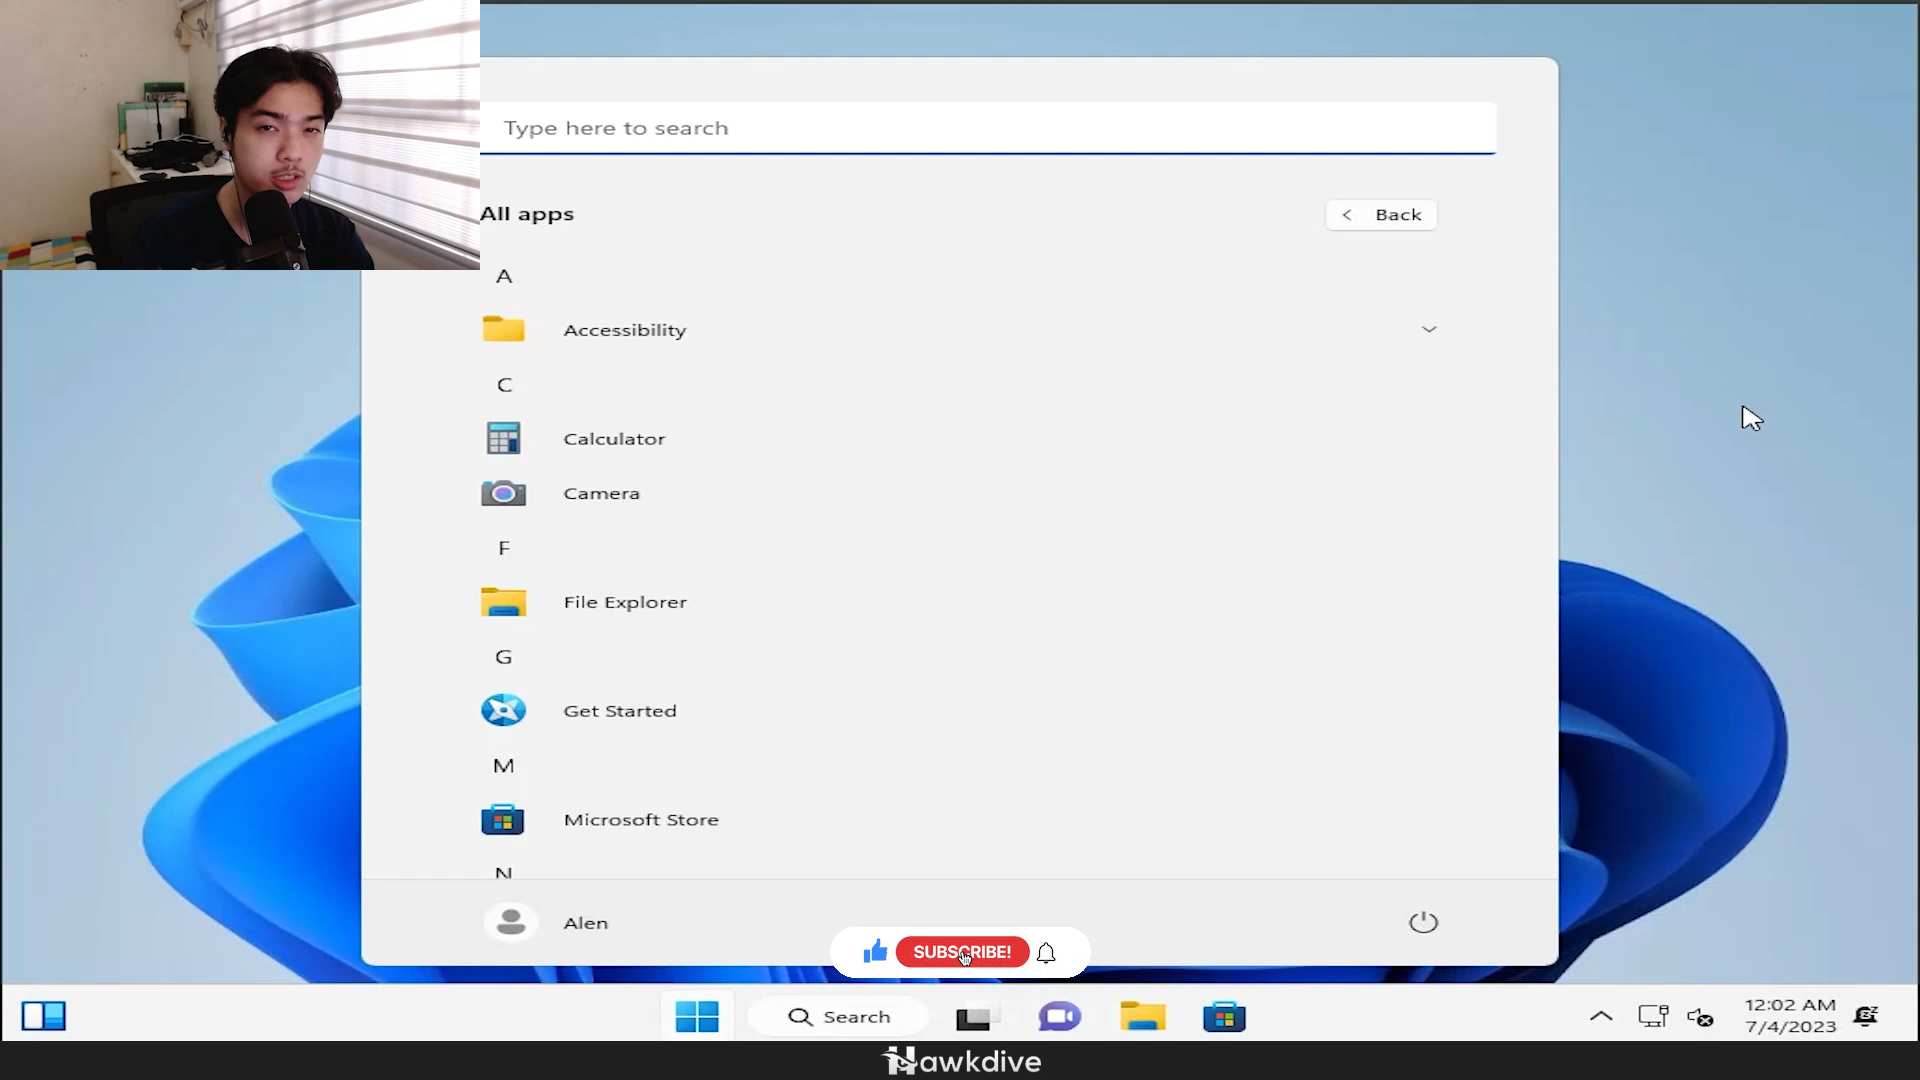 Type here to search
All apps
Back
A
Accessibility
C
Calculator
Camera
F
File Explorer
G
Get Started
M
Microsoft Store
N
Alen
SUBSCRIBE!
Search
12:02 AM
7/4/2023
Hawkdive